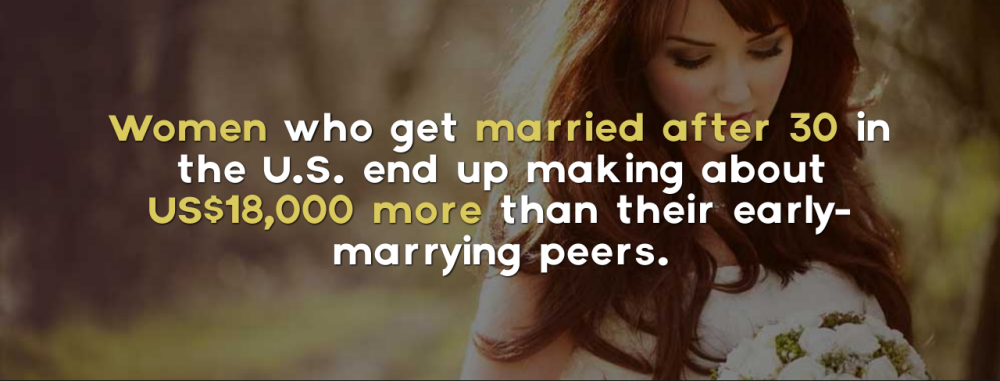 Women who get married after 30 in
the U.S. end up making about
US$18,000 more than their early-
marrying peers.